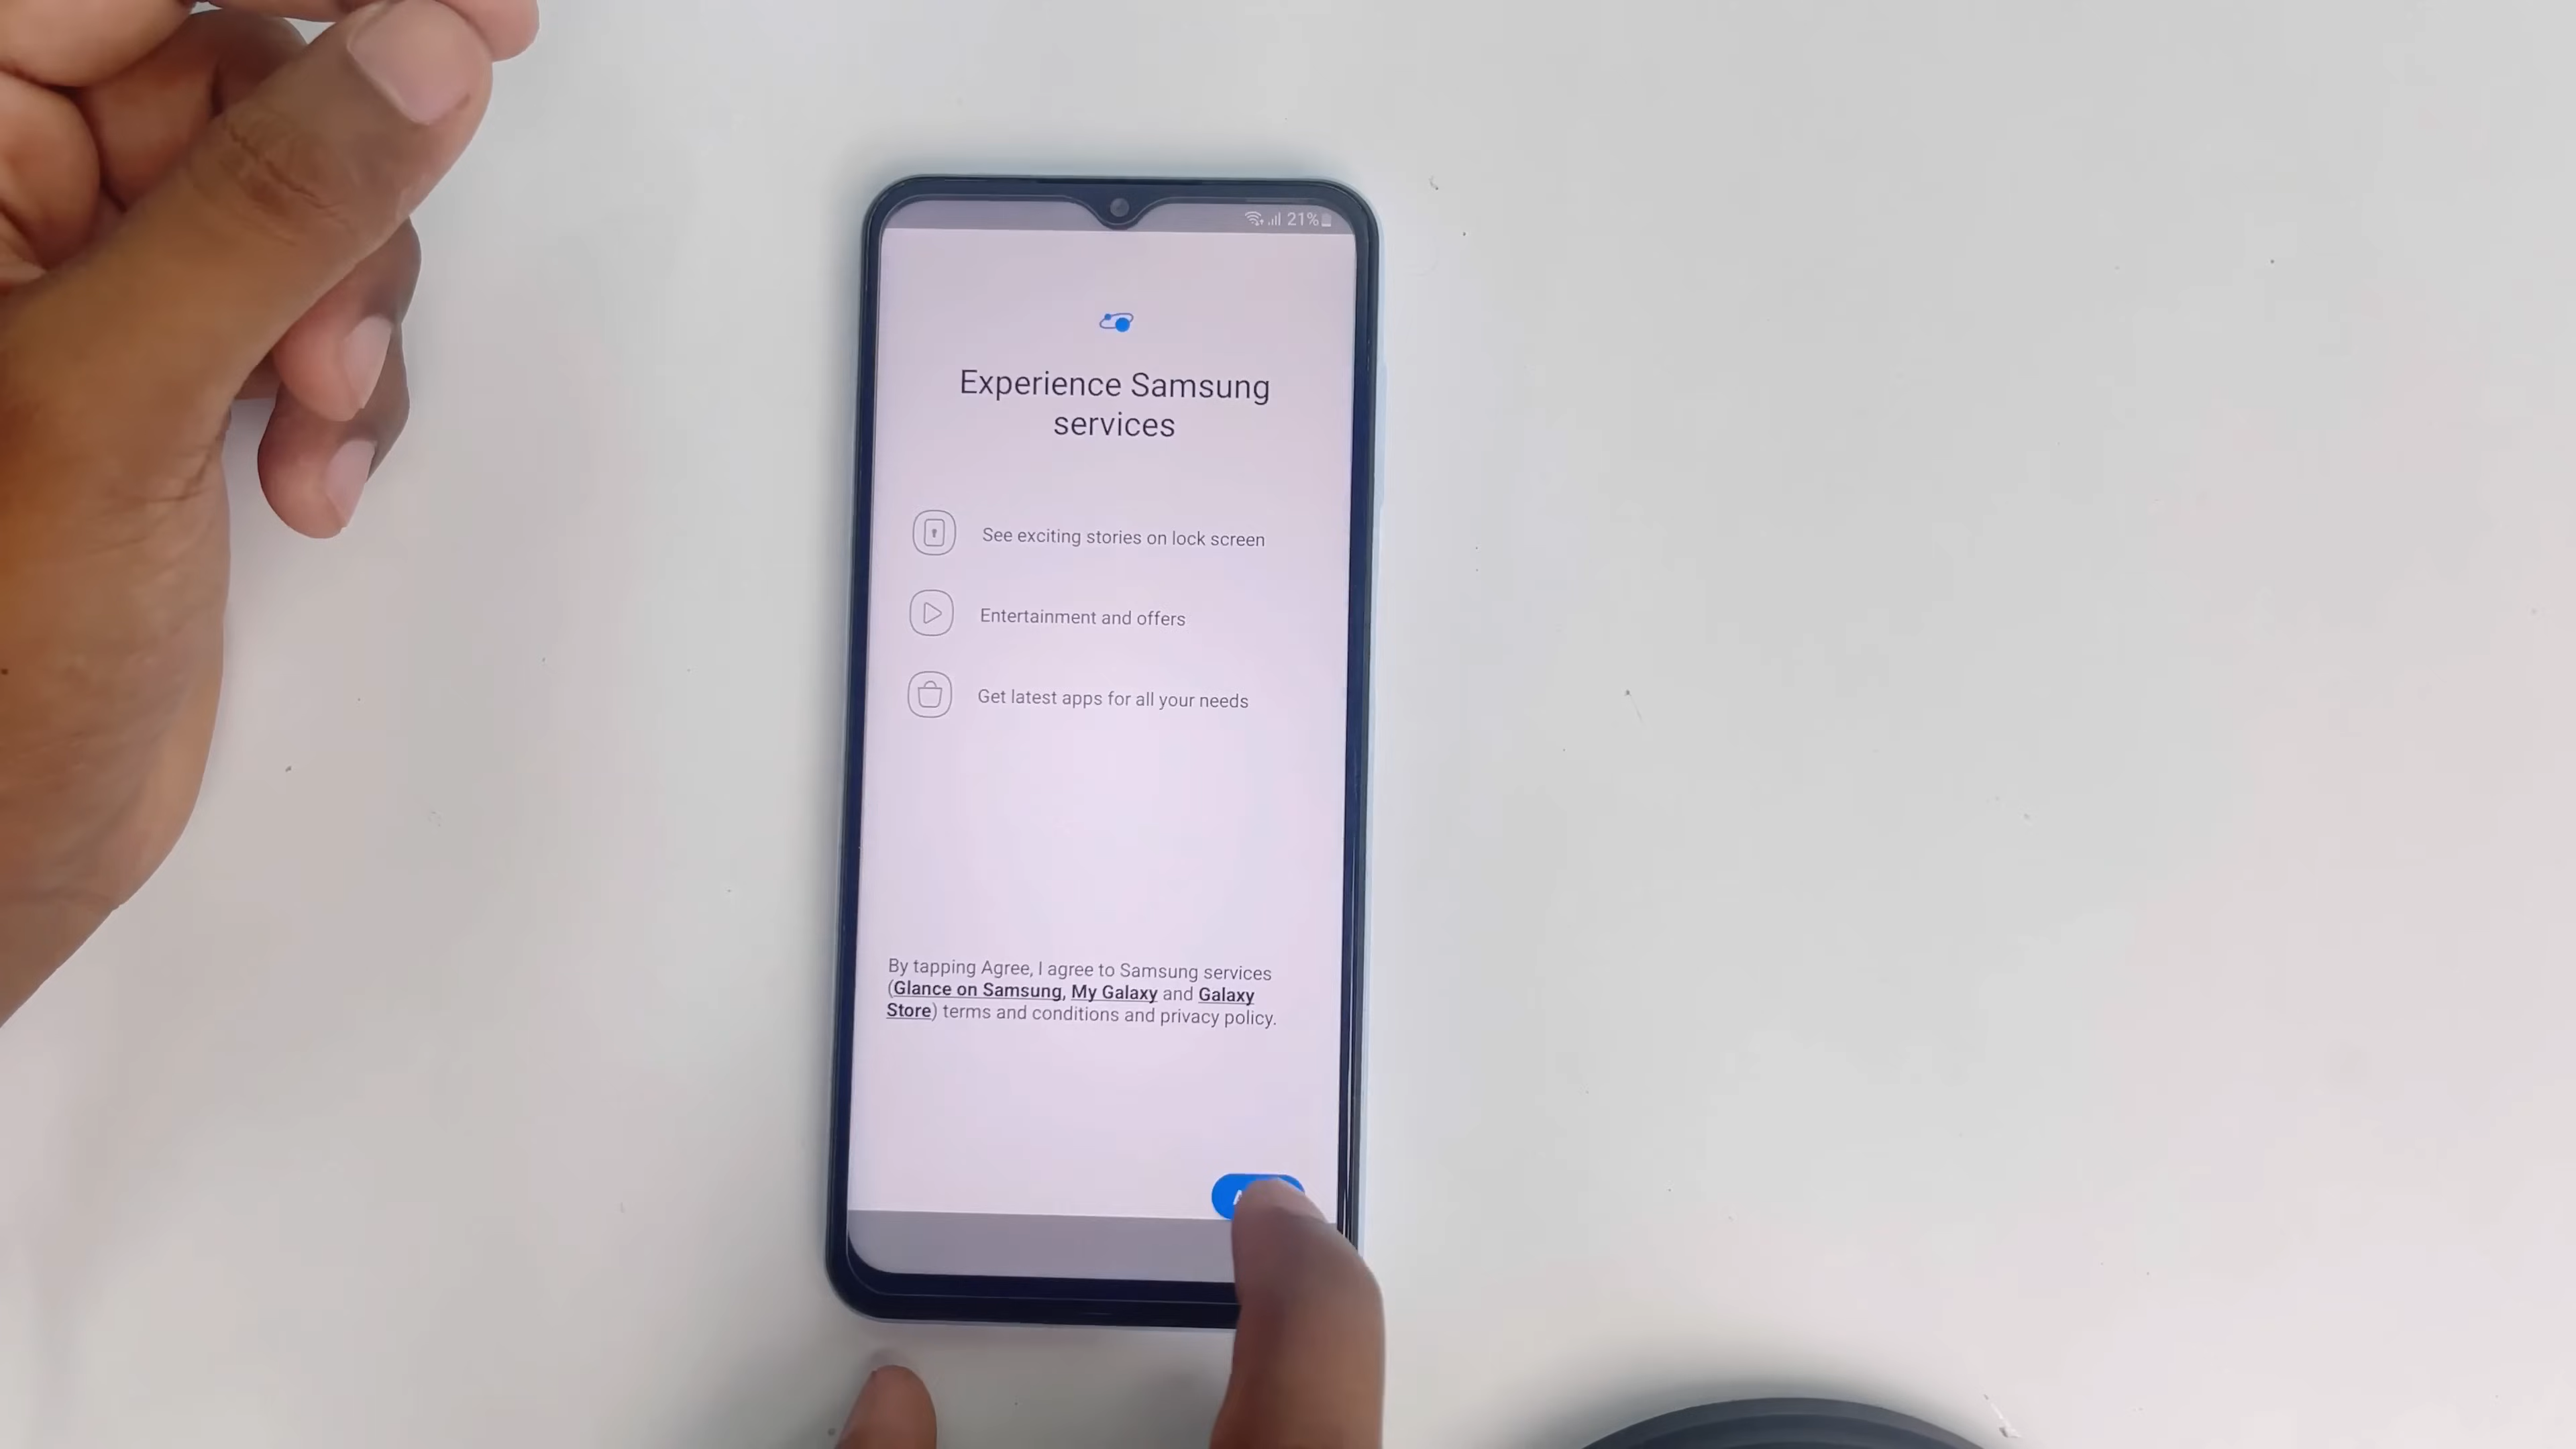 21%
Experience Samsung
services
See exciting stories on lock screen
Entertainment and offers
Get latest apps for all your needs
By tapping Agree, I agree to Samsung services
(Glance on Samsung, My Galaxy and Galaxy
Store) terms and conditions and privacy policy.